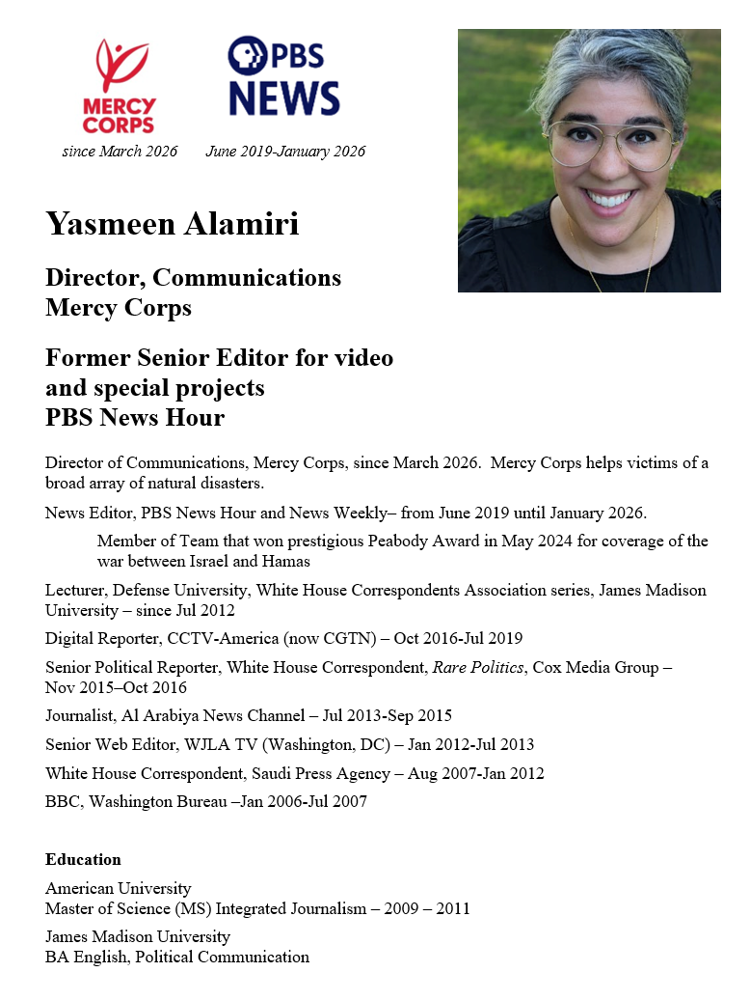 MERCY
CORPS
PBS
NEWS
since March 2026
June 2019-January 2026
Yasmeen Alamiri
Director, Communications
Mercy Corps
Former Senior Editor for video
and special projects
PBS News Hour
Director of Communications, Mercy Corps, since March 2026.  Mercy Corps helps victims of a
broad array of natural disasters.
News Editor, PBS News Hour and News Weekly– from June 2019 until January 2026.
Member of Team that won prestigious Peabody Award in May 2024 for coverage of the
war between Israel and Hamas
Lecturer, Defense University, White House Correspondents Association series, James Madison
University – since Jul 2012
Digital Reporter, CCTV-America (now CGTN) – Oct 2016-Jul 2019
Senior Political Reporter, White House Correspondent, Rare Politics, Cox Media Group –
Nov 2015–Oct 2016
Journalist, Al Arabiya News Channel – Jul 2013-Sep 2015
Senior Web Editor, WJLA TV (Washington, DC) – Jan 2012-Jul 2013
White House Correspondent, Saudi Press Agency – Aug 2007-Jan 2012
BBC, Washington Bureau –Jan 2006-Jul 2007
Education
American University
Master of Science (MS) Integrated Journalism – 2009 – 2011
James Madison University
BA English, Political Communication